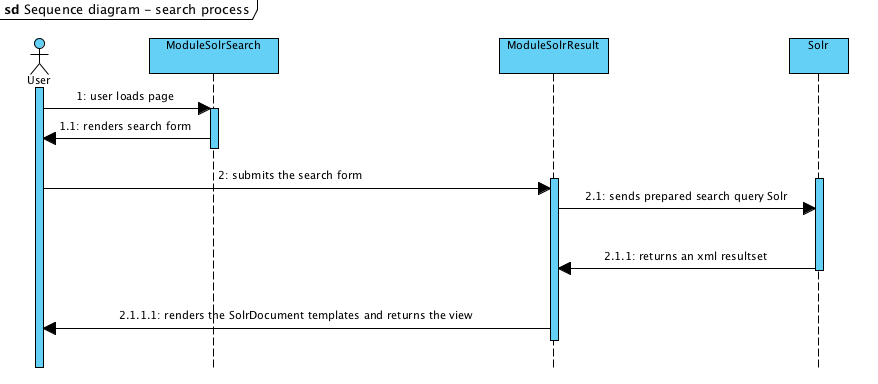 sd Sequence diagram – search process
ModuleSolrSearch
ModuleSolrResult
Solr
User
1: user loads page
1.1: renders search form
2: submits the search form
2.1: sends prepared search query Solr
2.1.1: returns an xml resultset
2.1.1.1: renders the SolrDocument templates and returns the view